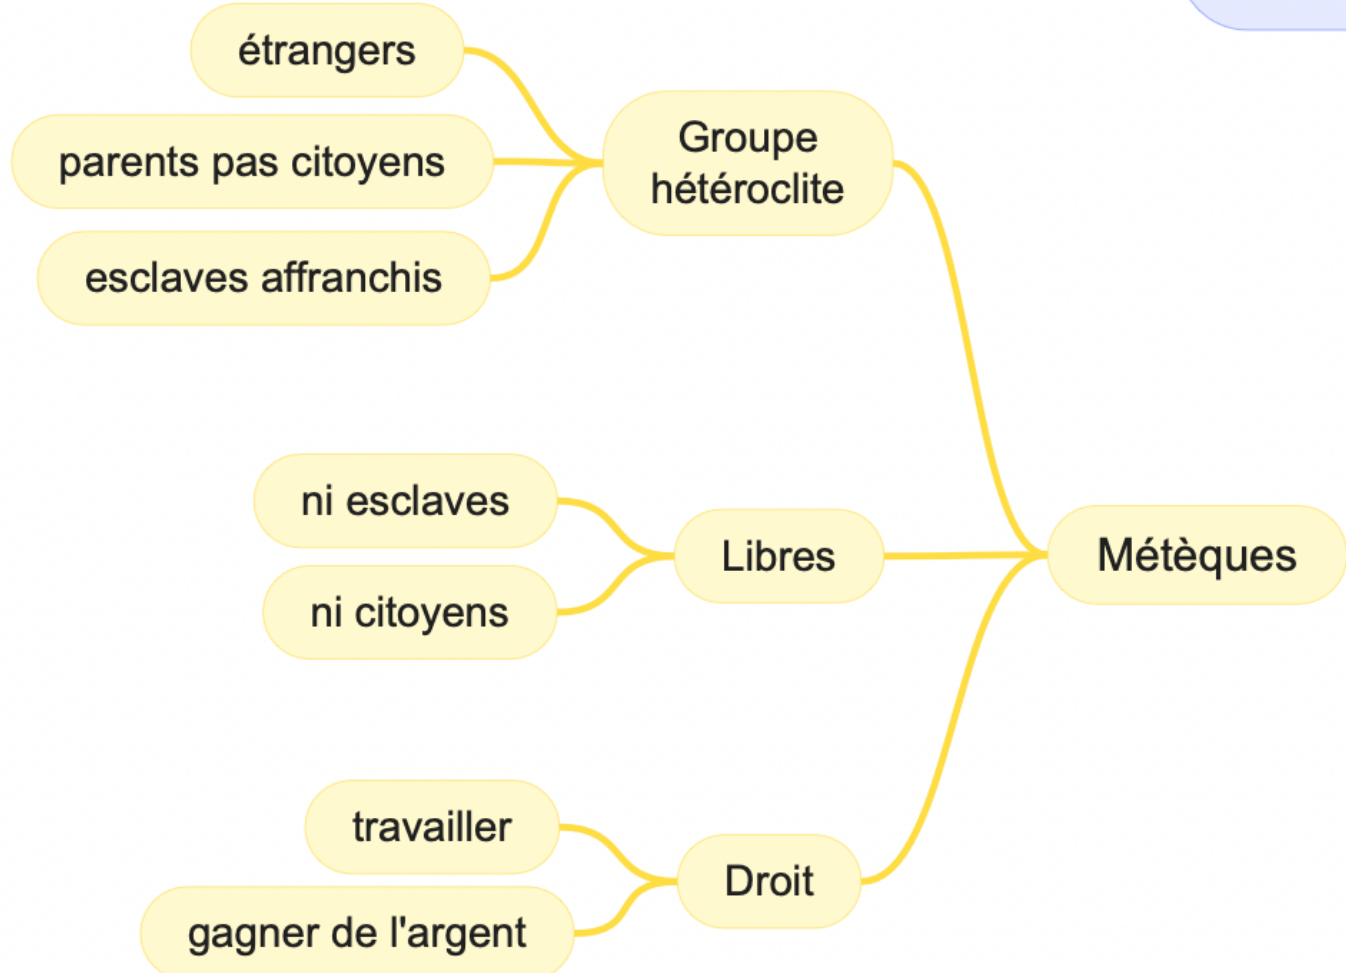 étrangers
parents pas citoyens
esclaves affranchis
Groupe
hétéroclite
ni esclaves
ni citoyens
Libres
Métèques
travailler
gagner de l'argent
Droit